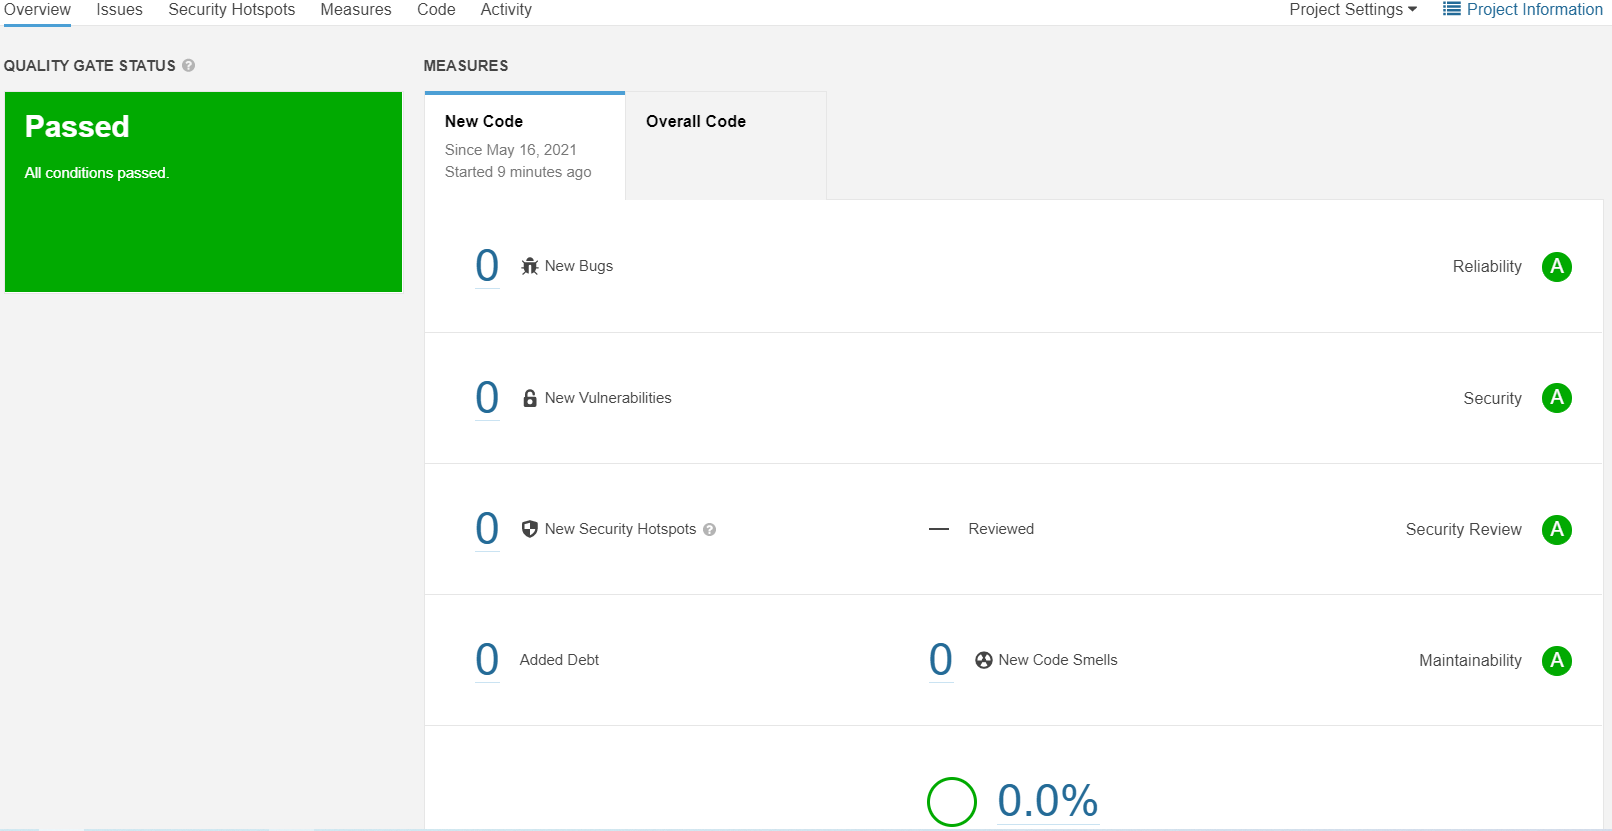 Overview Issues Security Hotspots Measures Code Activity Project Settings Project Information
QUALITY GATE STATUS ?
Passed
All conditions passed.
MEASURES
New Code
Since May 16, 2021
Started 9 minutes ago
Overall Code
0 New Bugs Reliability A
0 New Vulnerabilities Security A
0 New Security Hotspots ? — Reviewed Security Review A
0 Added Debt 0 New Code Smells Maintainability A
0.0%